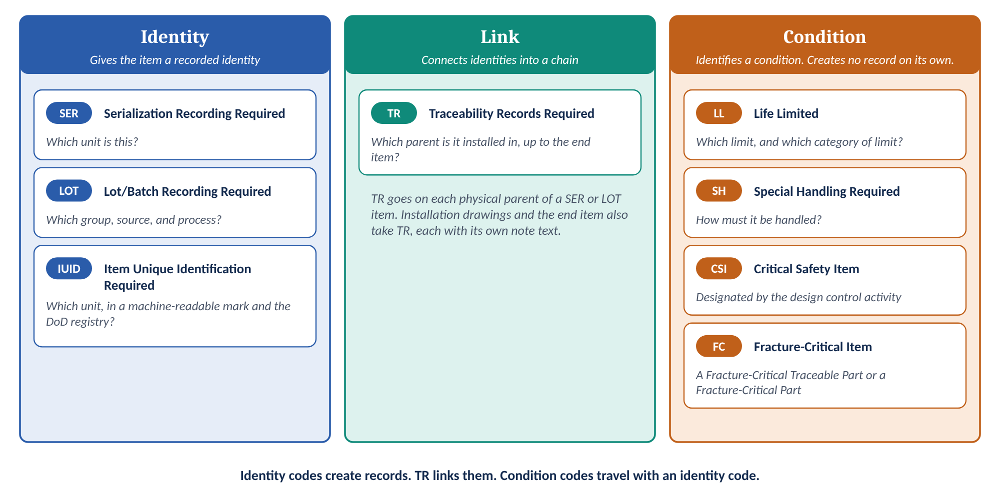 Identity
Gives the item a recorded identity
SER
Serialization Recording Required
Which unit is this?
LOT
Lot/Batch Recording Required
Which group, source, and process?
IUID
Item Unique Identification
Required
Which unit, in a machine-readable mark and the
DoD registry?
Link
Connects identities into a chain
TR
Traceability Records Required
Which parent is it installed in, up to the end
item?
TR goes on each physical parent of a SER or LOT
item. Installation drawings and the end item also
take TR, each with its own note text.
Condition
Identifies a condition. Creates no record on its own.
LL
Life Limited
Which limit, and which category of limit?
SH
Special Handling Required
How must it be handled?
CSI
Critical Safety Item
Designated by the design control activity
FC
Fracture-Critical Item
A Fracture-Critical Traceable Part or a
Fracture-Critical Part
Identity codes create records. TR links them. Condition codes travel with an identity code.